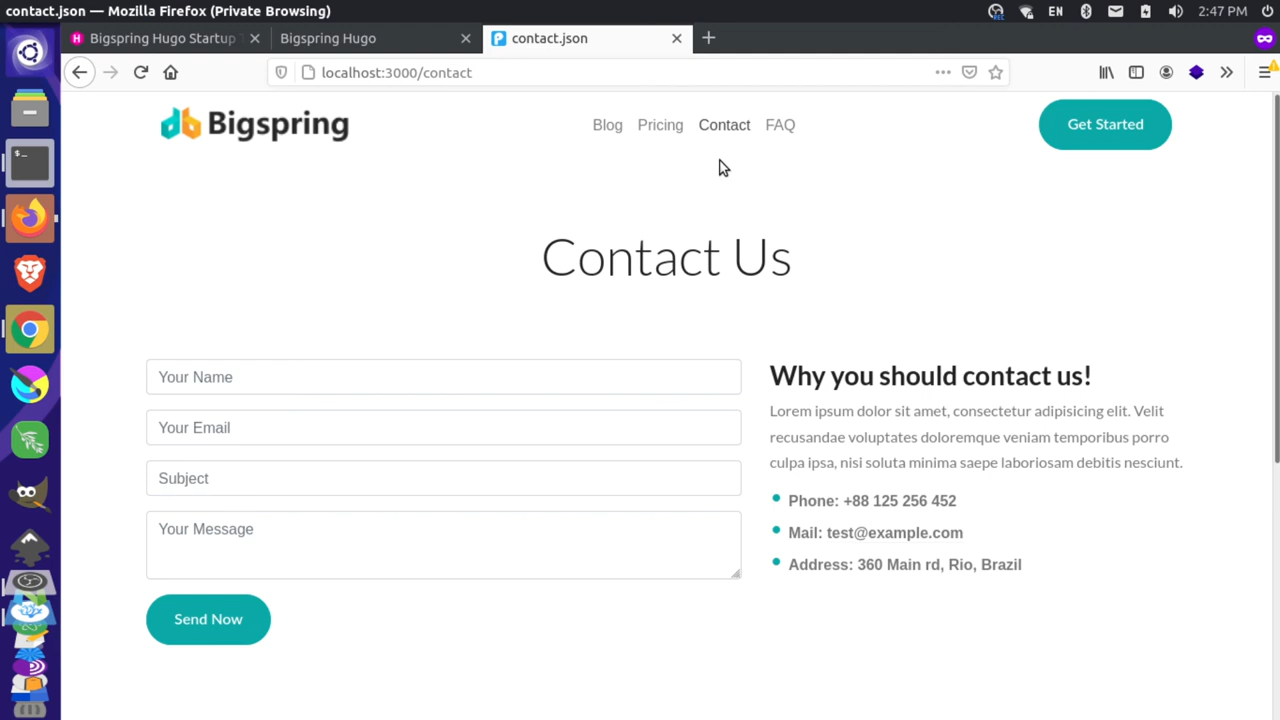 contact.json — Mozilla Firefox (Private Browsing)
EN 2:47 PM
Bigspring Hugo Startup T
Bigspring Hugo
contact.json
localhost:3000/contact
Bigspring
Blog Pricing Contact FAQ
Get Started
Contact Us
Your Name
Your Email
Subject
Your Message
Send Now
Why you should contact us!
Lorem ipsum dolor sit amet, consectetur adipisicing elit. Velit
recusandae voluptates doloremque veniam temporibus porro
culpa ipsa, nisi soluta minima saepe laboriosam debitis nesciunt.
Phone: +88 125 256 452
Mail: test@example.com
Address: 360 Main rd, Rio, Brazil